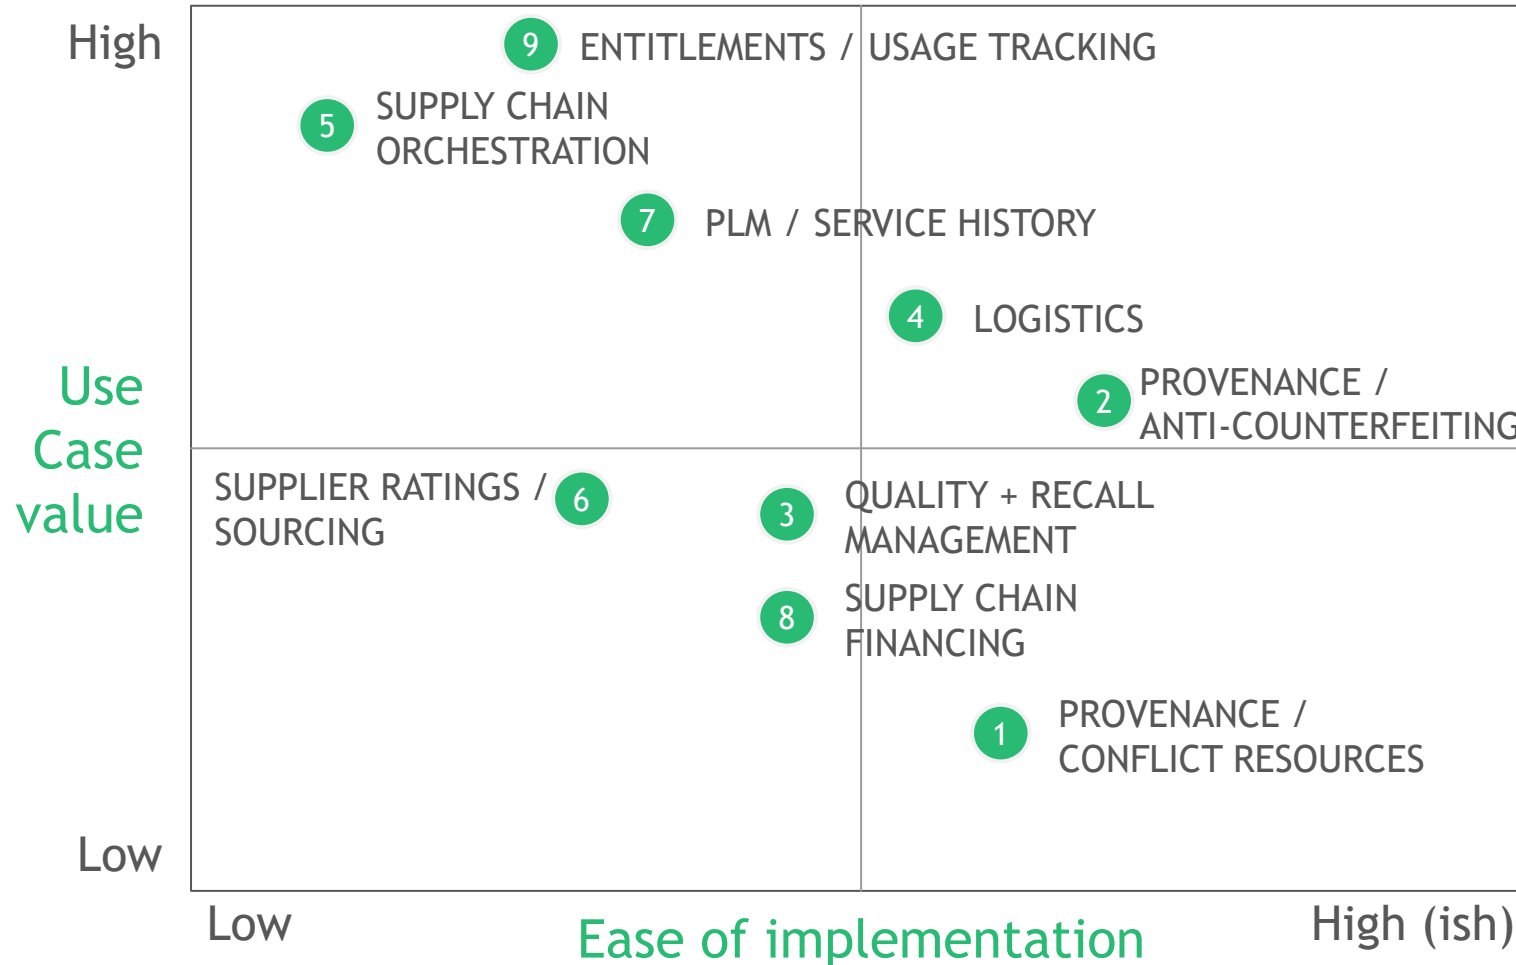 High
9 ENTITLEMENTS / USAGE TRACKING
5 SUPPLY CHAIN
ORCHESTRATION
7 PLM / SERVICE HISTORY
4 LOGISTICS
2 PROVENANCE /
ANTI-COUNTERFEITING
Use
Case
value
SUPPLIER RATINGS /
SOURCING
6
3 QUALITY + RECALL
MANAGEMENT
8 SUPPLY CHAIN
FINANCING
1 PROVENANCE /
CONFLICT RESOURCES
Low
Low
Ease of implementation
High (ish)